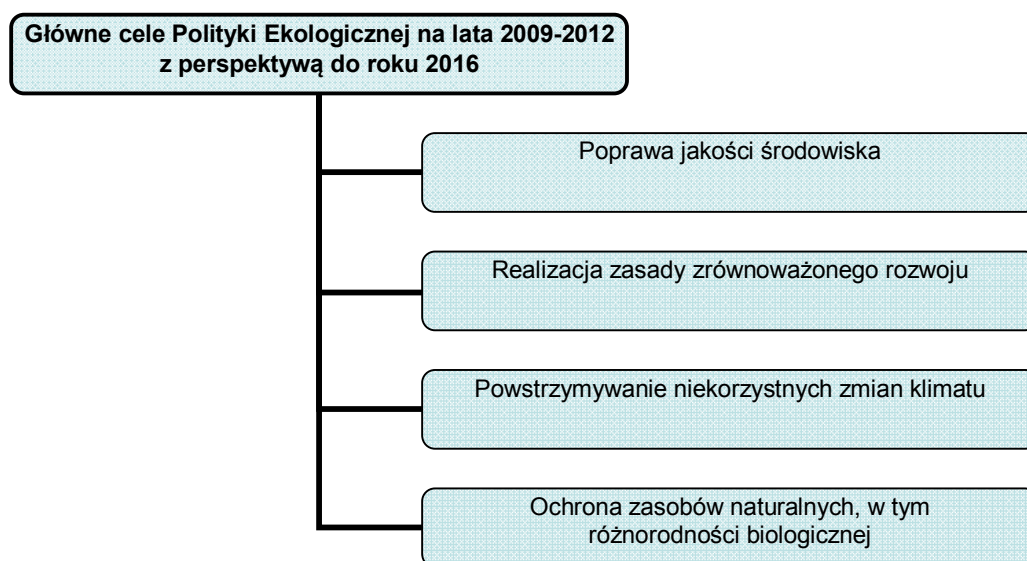 Główne cele Polityki Ekologicznej na lata 2009-2012
z perspektywą do roku 2016
Poprawa jakości środowiska
Realizacja zasady zrównoważonego rozwoju
Powstrzymywanie niekorzystnych zmian klimatu
Ochrona zasobów naturalnych, w tym
różnorodności biologicznej